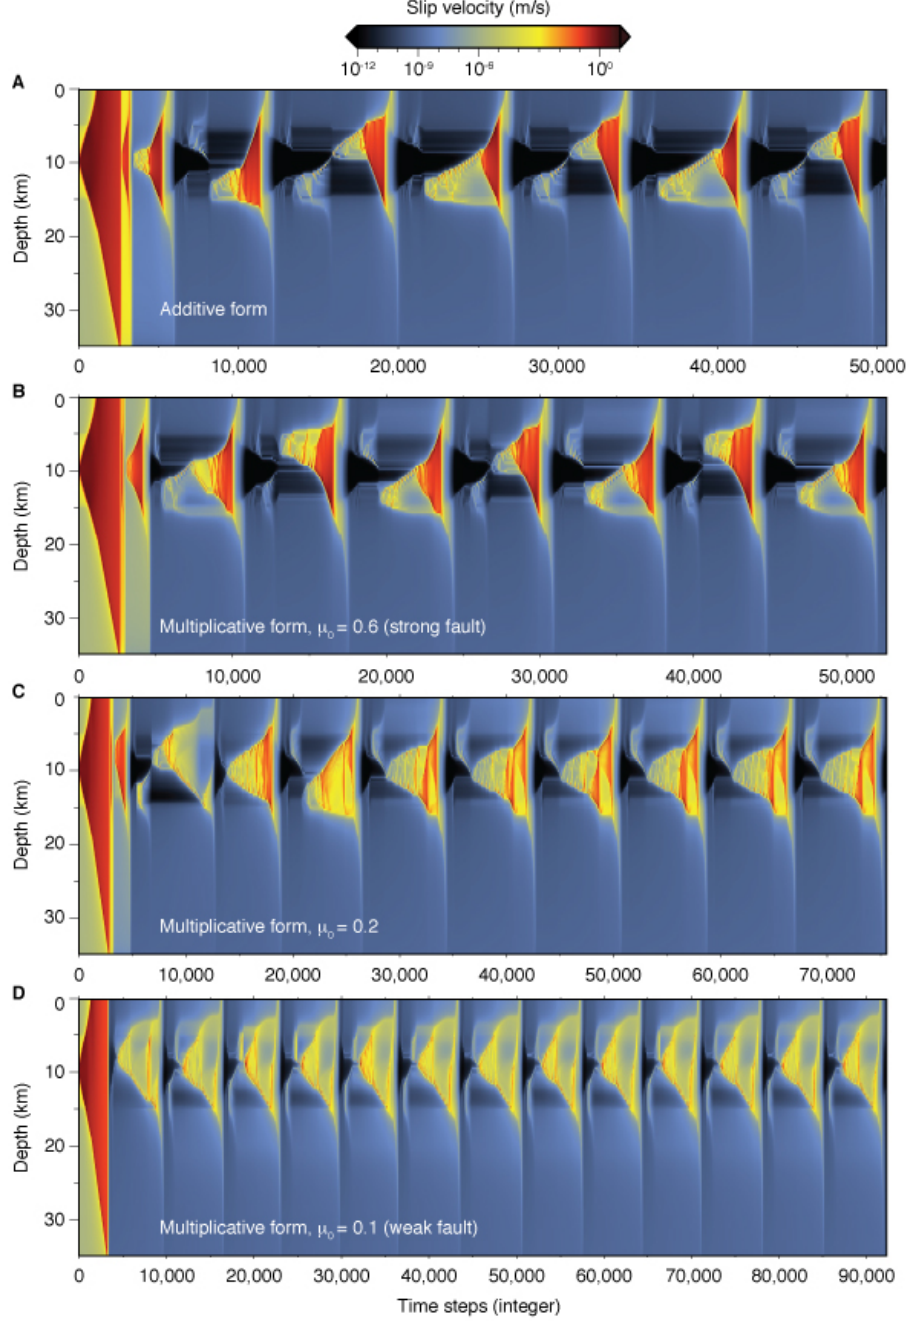 Slip velocity (m/s)
10⁻¹² 10⁻⁹ 10⁻⁶ 10⁰
A
0
10
20
30
Depth (km)
Additive form
0 10,000 20,000 30,000 40,000 50,000
B
0
10
20
30
Depth (km)
Multiplicative form, μ₀ = 0.6 (strong fault)
0 10,000 20,000 30,000 40,000 50,000
C
0
10
20
30
Depth (km)
Multiplicative form, μ₀ = 0.2
0 10,000 20,000 30,000 40,000 50,000 60,000 70,000
D
0
10
20
30
Depth (km)
Multiplicative form, μ₀ = 0.1 (weak fault)
0 10,000 20,000 30,000 40,000 50,000 60,000 70,000 80,000 90,000
Time steps (integer)